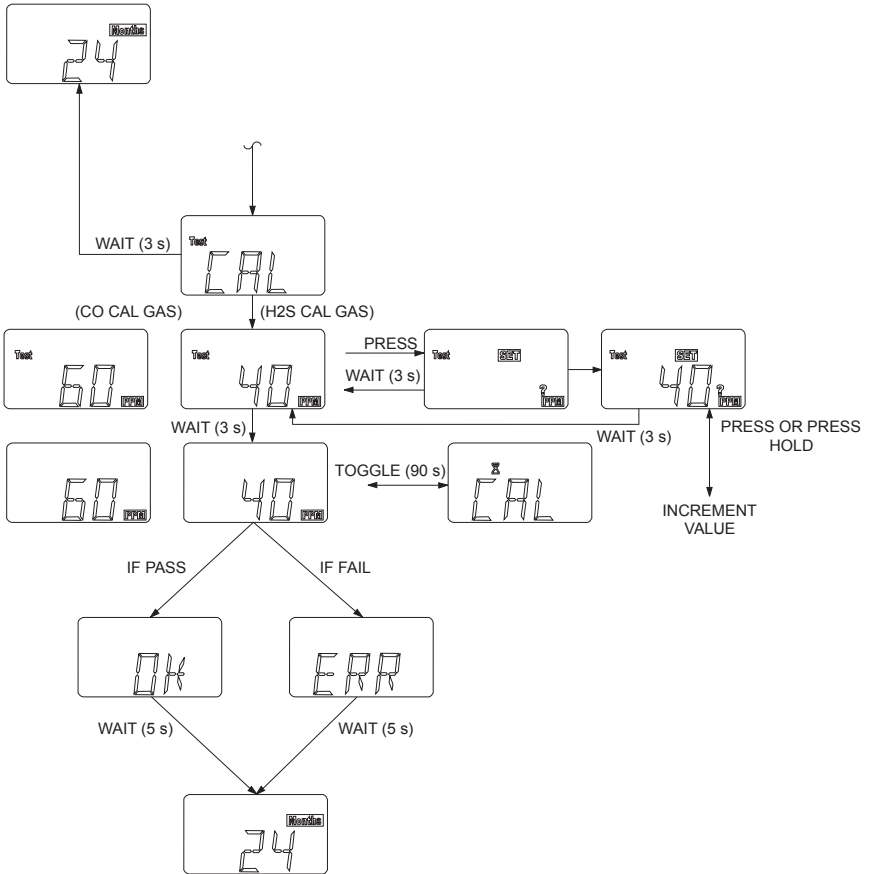 Months
24
WAIT (3 s)
Test
CAL
(CO CAL GAS)
(H2S CAL GAS)
Test
60 PPM
Test
40 PPM
PRESS
WAIT (3 s)
Test SET
? PPM
Test SET
40 ? PPM
WAIT (3 s)
WAIT (3 s)
PRESS OR PRESS
HOLD
60 PPM
40 PPM
TOGGLE (90 s)
CAL
INCREMENT
VALUE
IF PASS
IF FAIL
OK
ERR
WAIT (5 s)
WAIT (5 s)
Months
24